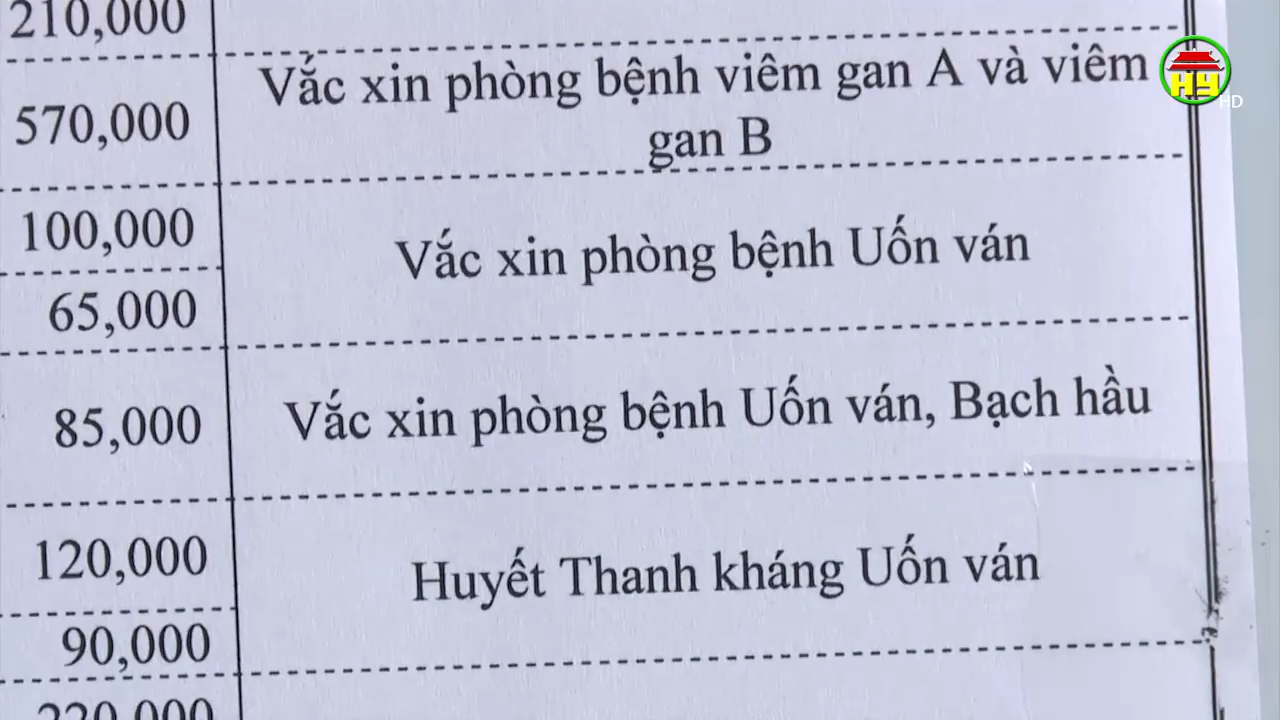 210,000
570,000
Vắc xin phòng bệnh viêm gan A và viêm
gan B
100,000
65,000
Vắc xin phòng bệnh Uốn ván
85,000
Vắc xin phòng bệnh Uốn ván, Bạch hầu
120,000
90,000
Huyết Thanh kháng Uốn ván
220,000
HY
HD